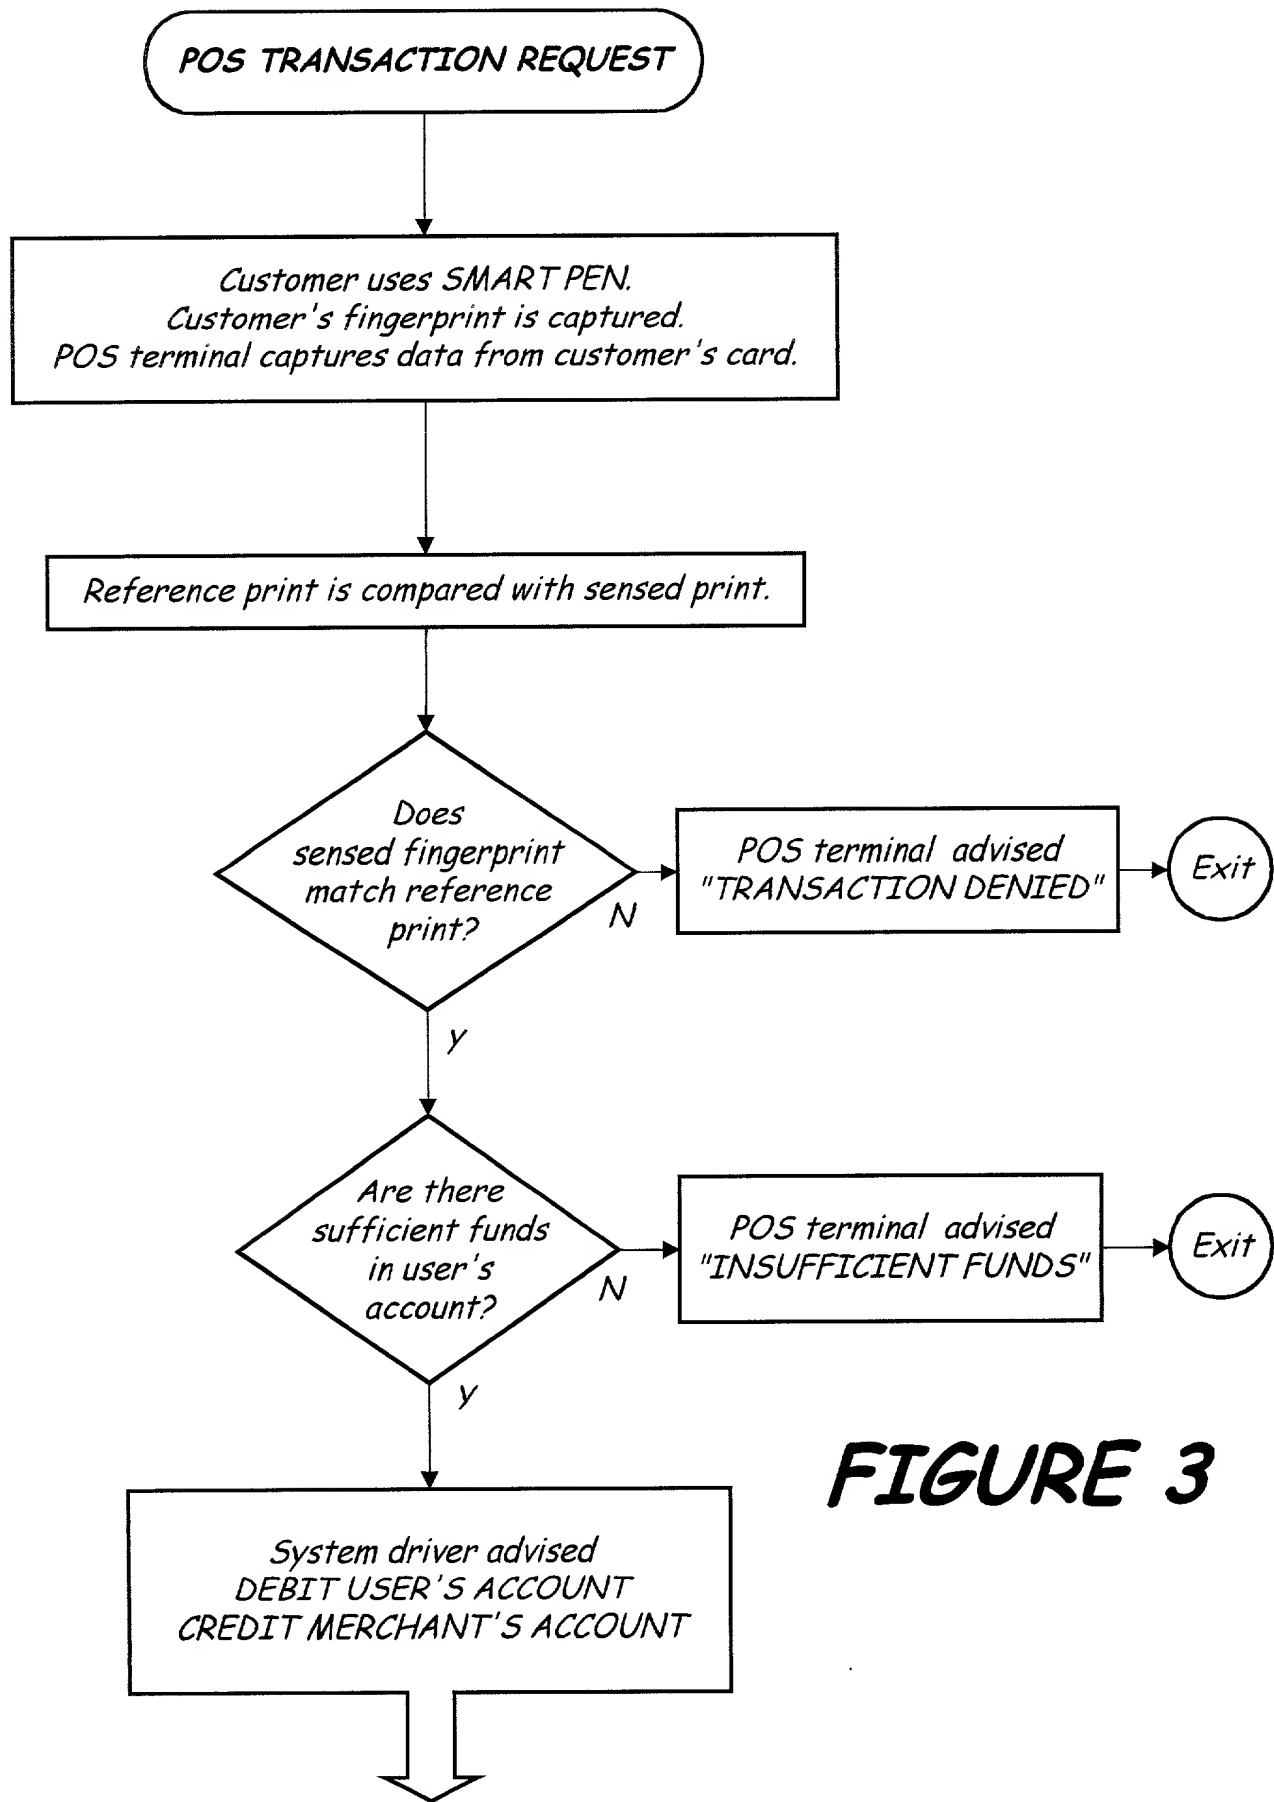 POS TRANSACTION REQUEST
Customer uses SMART PEN.
Customer's fingerprint is captured.
POS terminal captures data from customer's card.
Reference print is compared with sensed print.
Does
sensed fingerprint
match reference
print?
N
POS terminal advised
"TRANSACTION DENIED"
Exit
y
Are there
sufficient funds
in user's
account?
N
POS terminal advised
"INSUFFICIENT FUNDS"
Exit
y
FIGURE 3
System driver advised
DEBIT USER'S ACCOUNT
CREDIT MERCHANT'S ACCOUNT